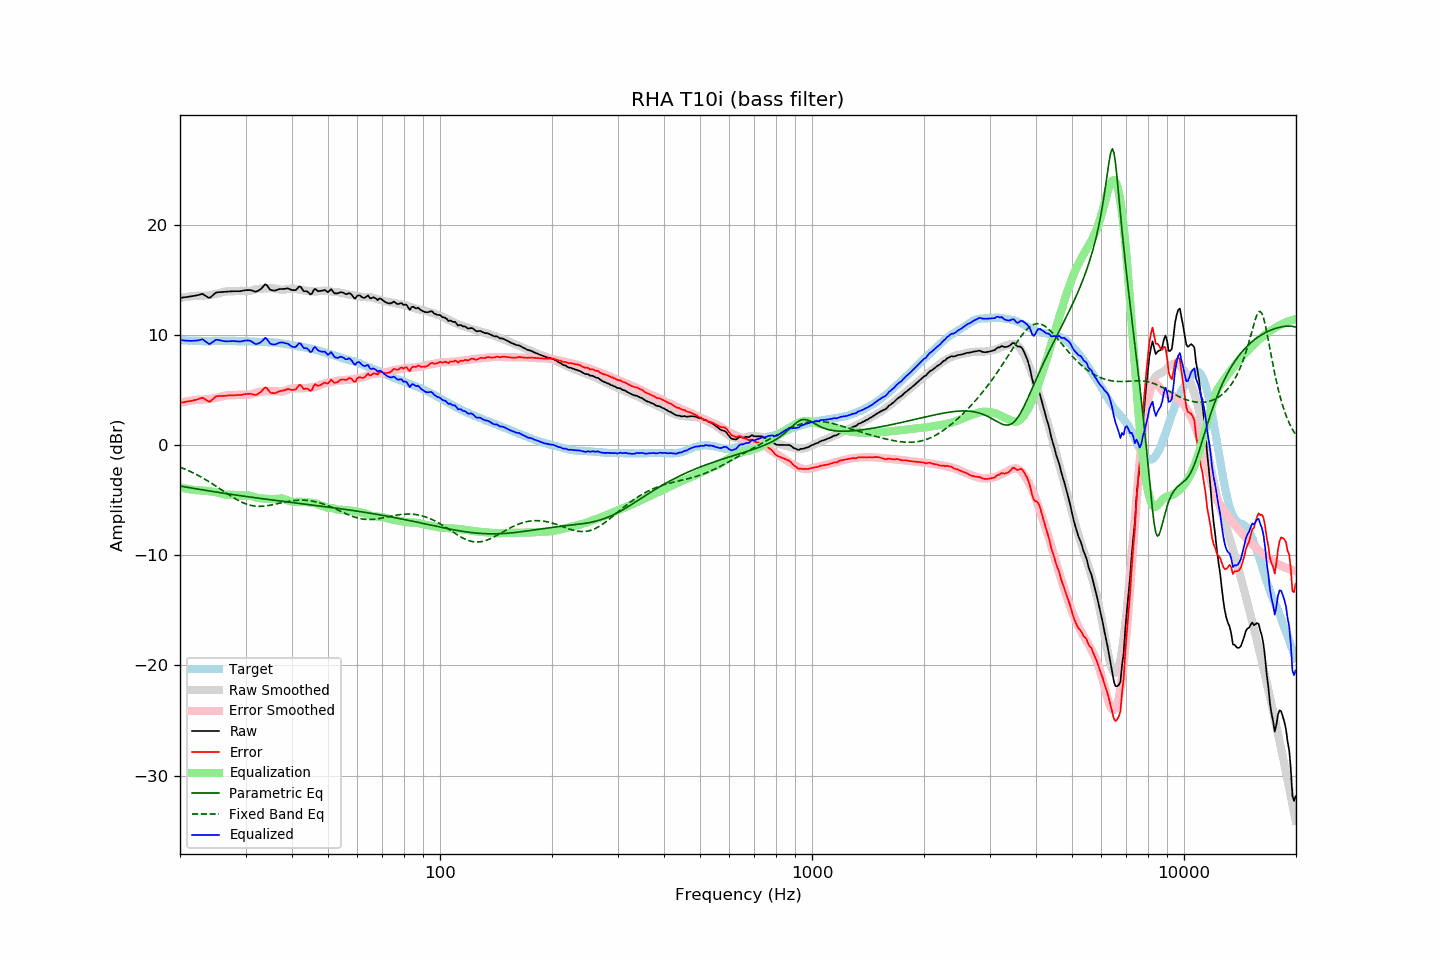 RHA T10i (bass filter)
Amplitude (dBr)
20
10
0
−10
−20
−30
Target
Raw Smoothed
Error Smoothed
Raw
Error
Equalization
Parametric Eq
Fixed Band Eq
Equalized
100
1000
10000
Frequency (Hz)